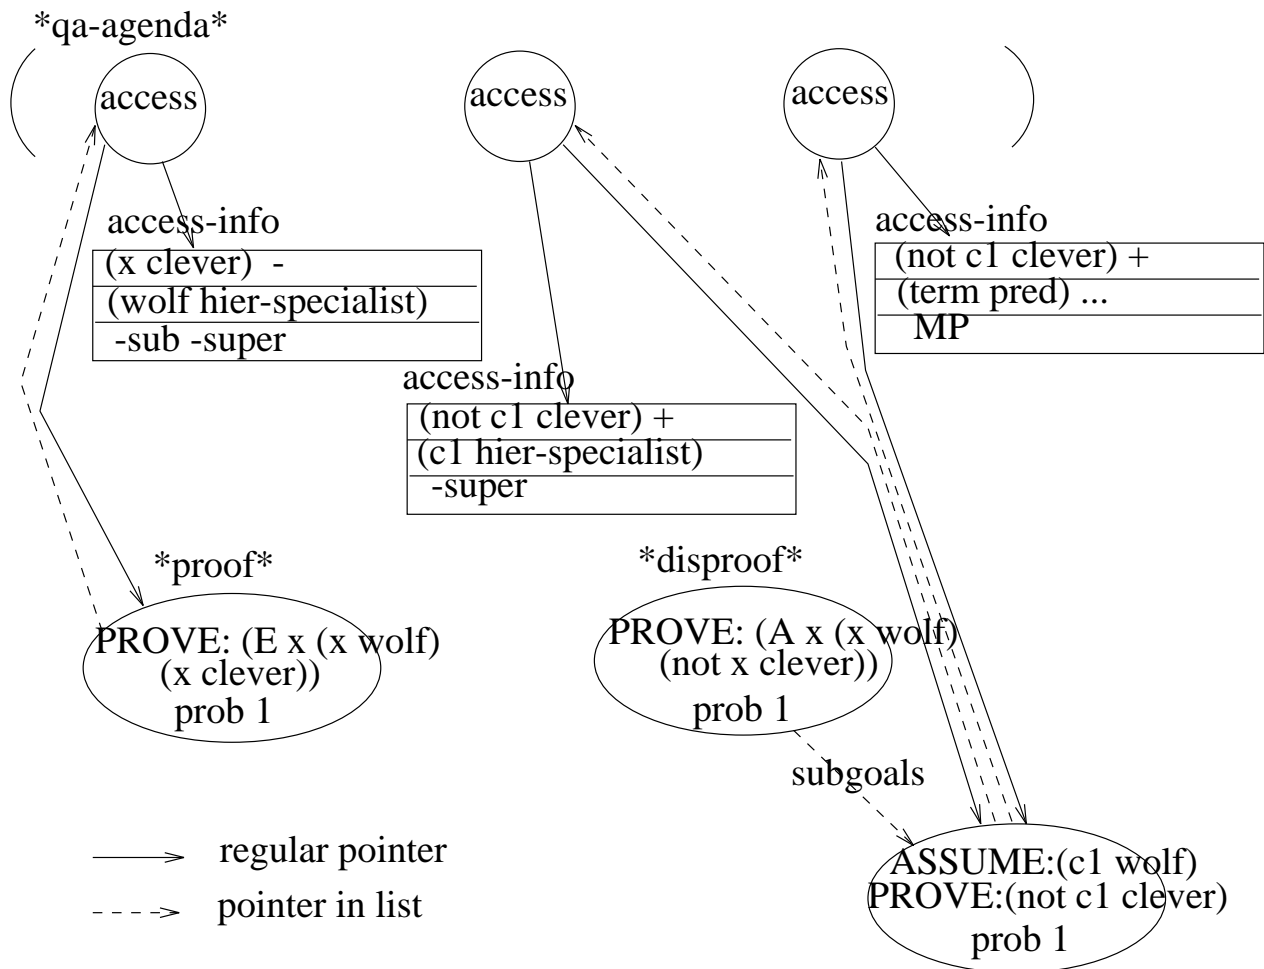 *qa-agenda*
access
access
access
access-info
(x clever) -
(wolf hier-specialist)
-sub -super
access-info
(not c1 clever) +
(c1 hier-specialist)
-super
access-info
(not c1 clever) +
(term pred) ...
MP
*proof*
PROVE: (E x (x wolf)
(x clever))
prob 1
*disproof*
PROVE: (A x (x wolf)
(not x clever))
prob 1
subgoals
ASSUME:(c1 wolf)
PROVE:(not c1 clever)
prob 1
regular pointer
pointer in list